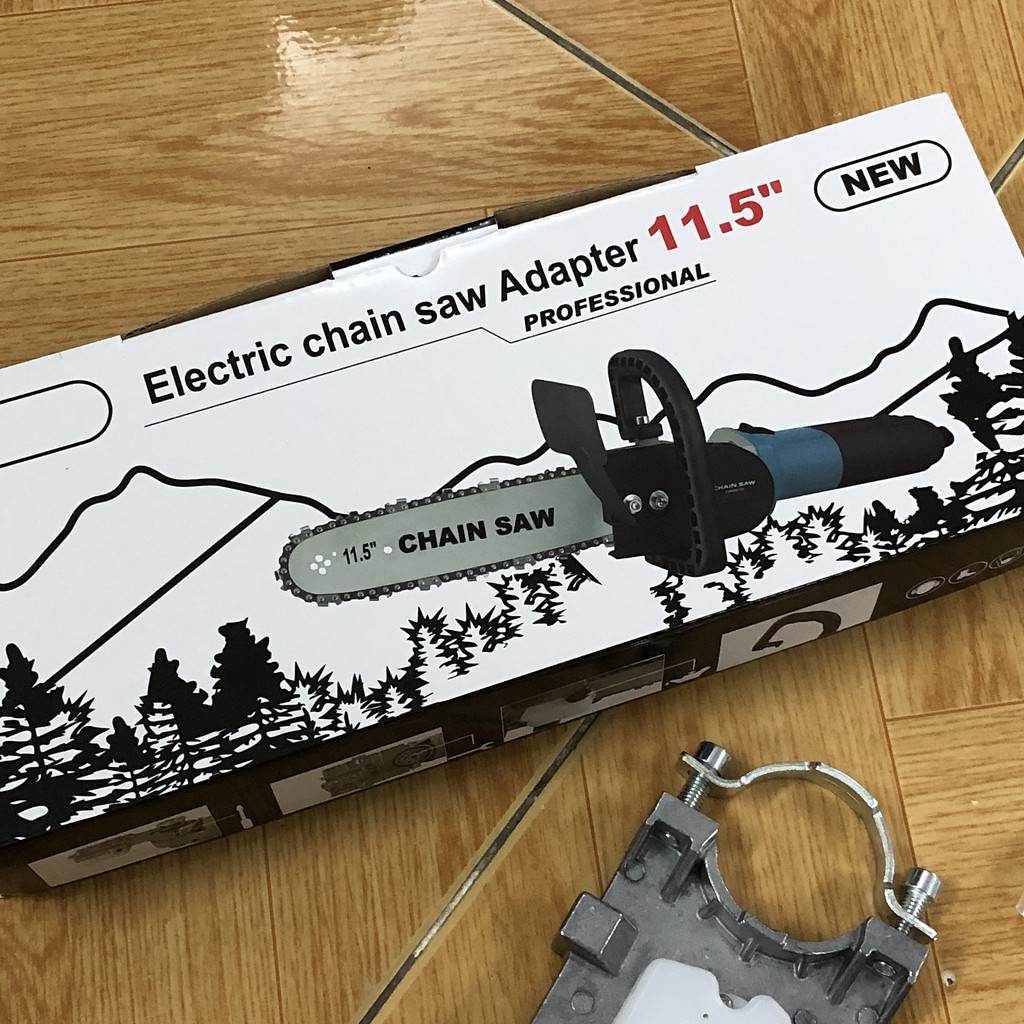 NEW
Electric chain saw Adapter 11.5"
PROFESSIONAL
CHAIN SAW
11.5" CHAIN SAW